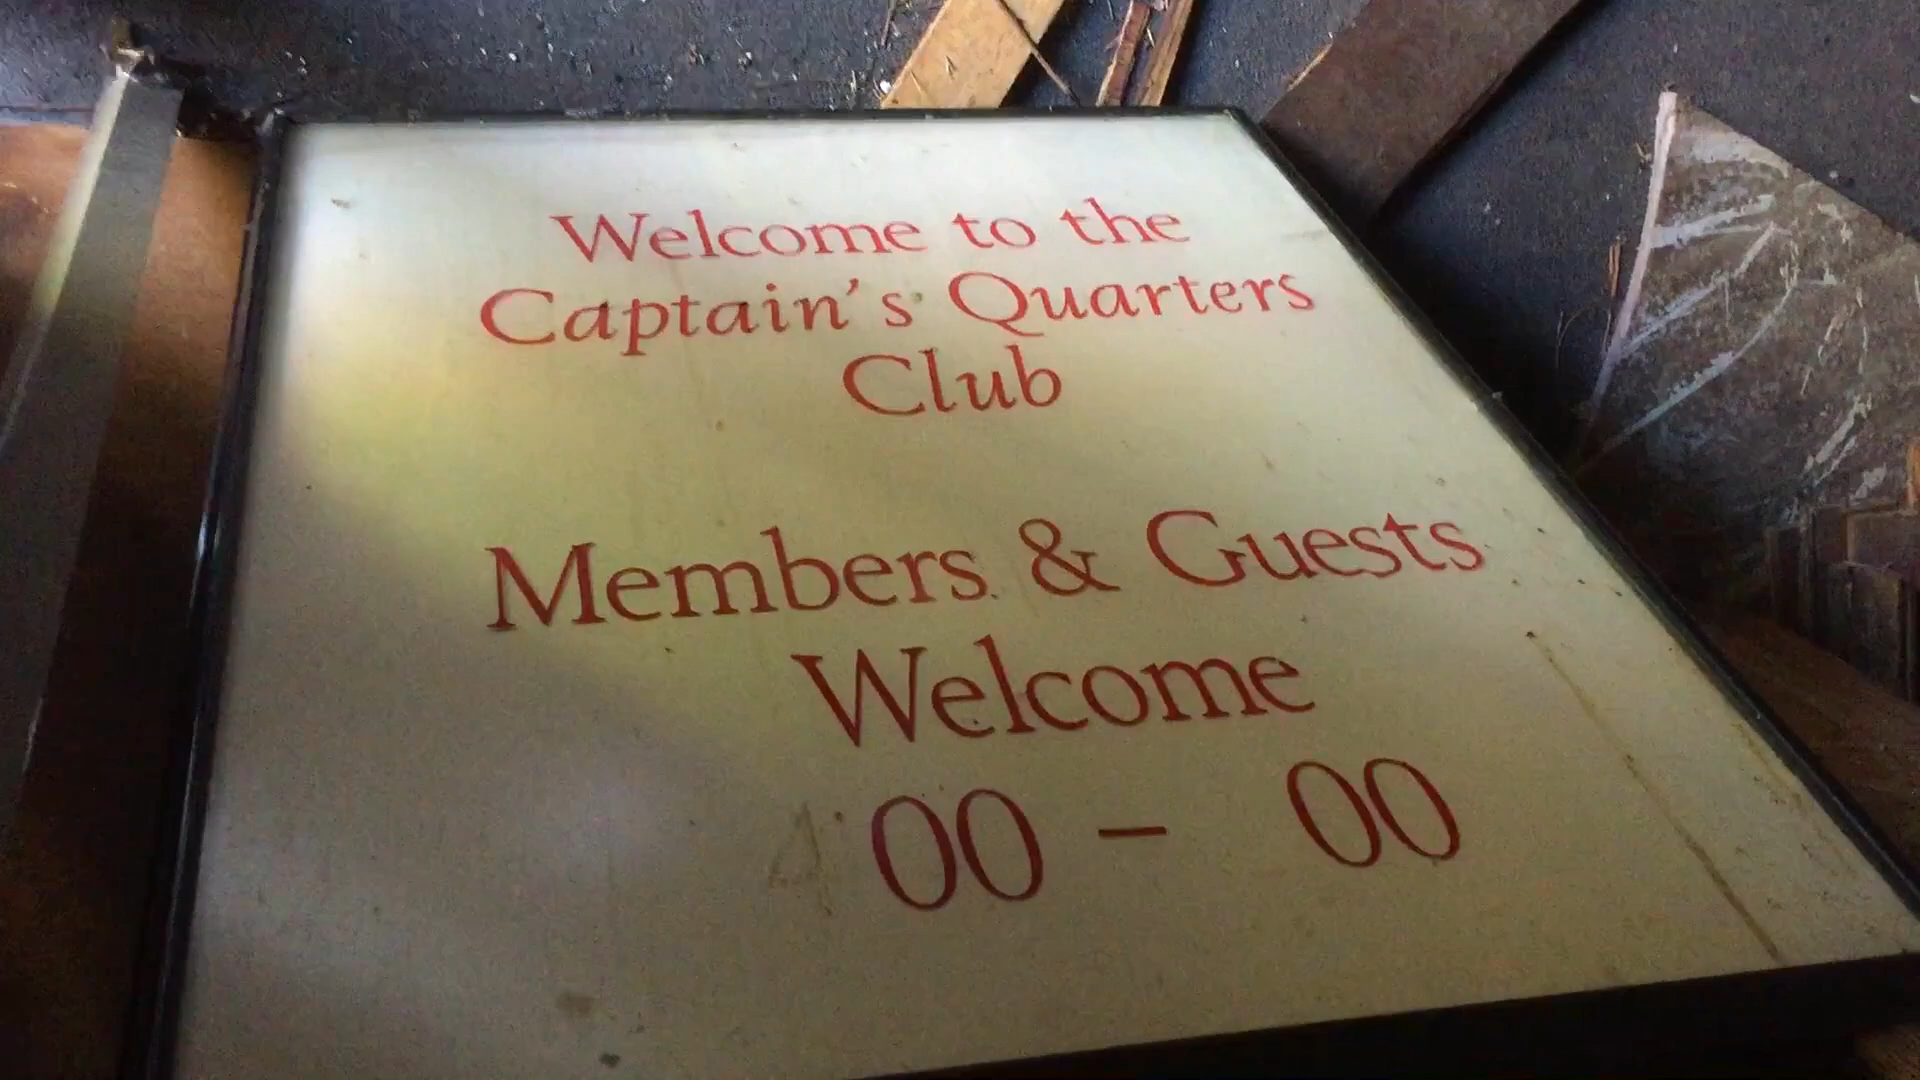 Welcome to the
Captain's Quarters
Club
Members & Guests
Welcome
00 - 00